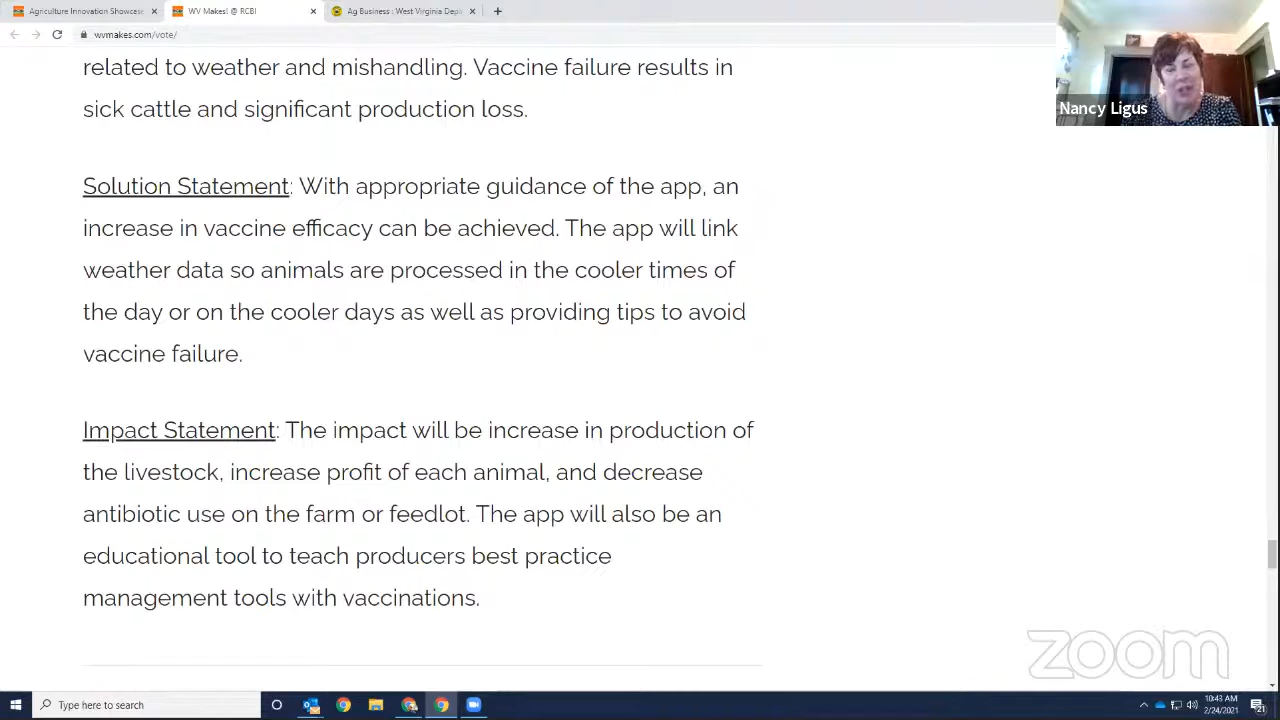 Agriculture Innovation Showcase
WV Makes! @ RCBI
Ag Business : West Virginia Depa
wvmakes.com/vote/
Nancy Ligus
related to weather and mishandling. Vaccine failure results in
sick cattle and significant production loss.
Solution Statement: With appropriate guidance of the app, an
increase in vaccine efficacy can be achieved. The app will link
weather data so animals are processed in the cooler times of
the day or on the cooler days as well as providing tips to avoid
vaccine failure.
Impact Statement: The impact will be increase in production of
the livestock, increase profit of each animal, and decrease
antibiotic use on the farm or feedlot. The app will also be an
educational tool to teach producers best practice
management tools with vaccinations.
zoom
Type here to search
10:43 AM
2/24/2021
21